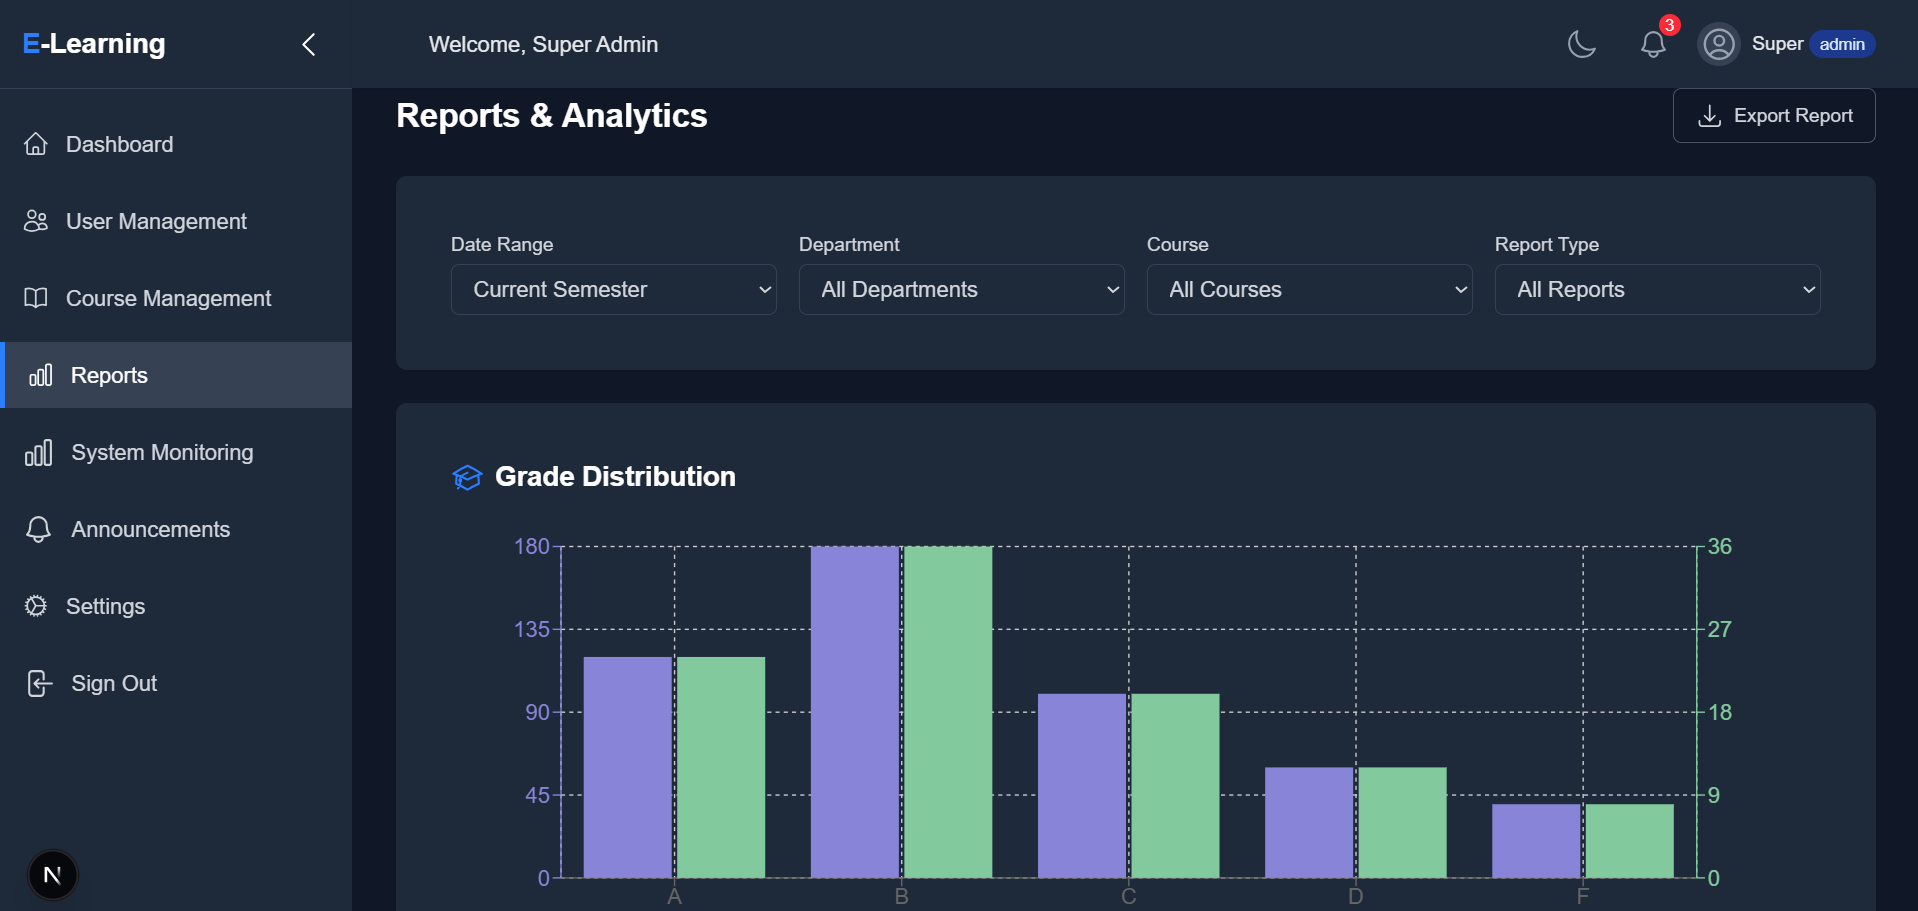 E-Learning
Welcome, Super Admin
3
Super admin
Dashboard
User Management
Course Management
Reports
System Monitoring
Announcements
Settings
Sign Out
N
Reports & Analytics
Export Report
Date Range
Department
Course
Report Type
Current Semester
All Departments
All Courses
All Reports
Grade Distribution
180
135
90
45
0
36
27
18
9
0
A
B
C
D
F